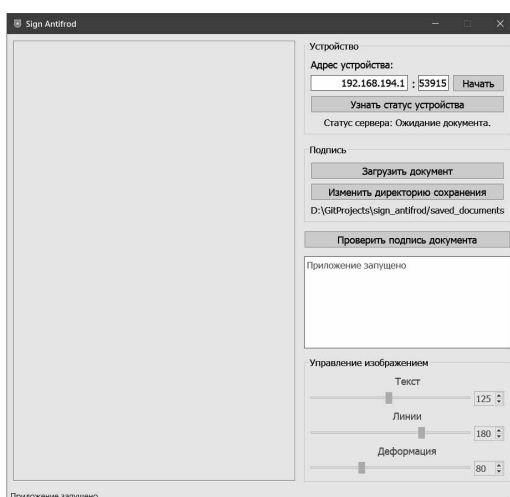 Sign Antifrod
Устройство
Адрес устройства:
192.168.194.1 : 53915 Начать
Узнать статус устройства
Статус сервера: Ожидание документа.
Подпись
Загрузить документ
Изменить директорию сохранения
D:\GitProjects\sign_antifrod/saved_documents
Проверить подпись документа
Приложение запущено
Управление изображением
Текст
125
Линии
180
Деформация
80
Приложение запущено